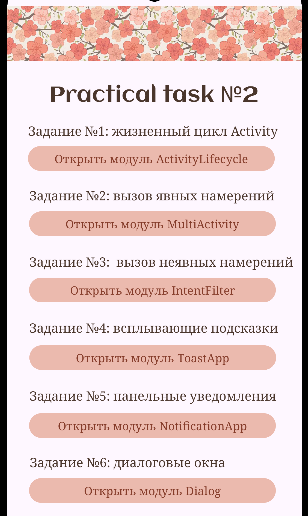 Practical task №2
Задание №1: жизненный цикл Activity
Открыть модуль ActivityLifecycle
Задание №2: вызов явных намерений
Открыть модуль MultiActivity
Задание №3: вызов неявных намерений
Открыть модуль IntentFilter
Задание №4: всплывающие подсказки
Открыть модуль ToastApp
Задание №5: панельные уведомления
Открыть модуль NotificationApp
Задание №6: диалоговые окна
Открыть модуль Dialog